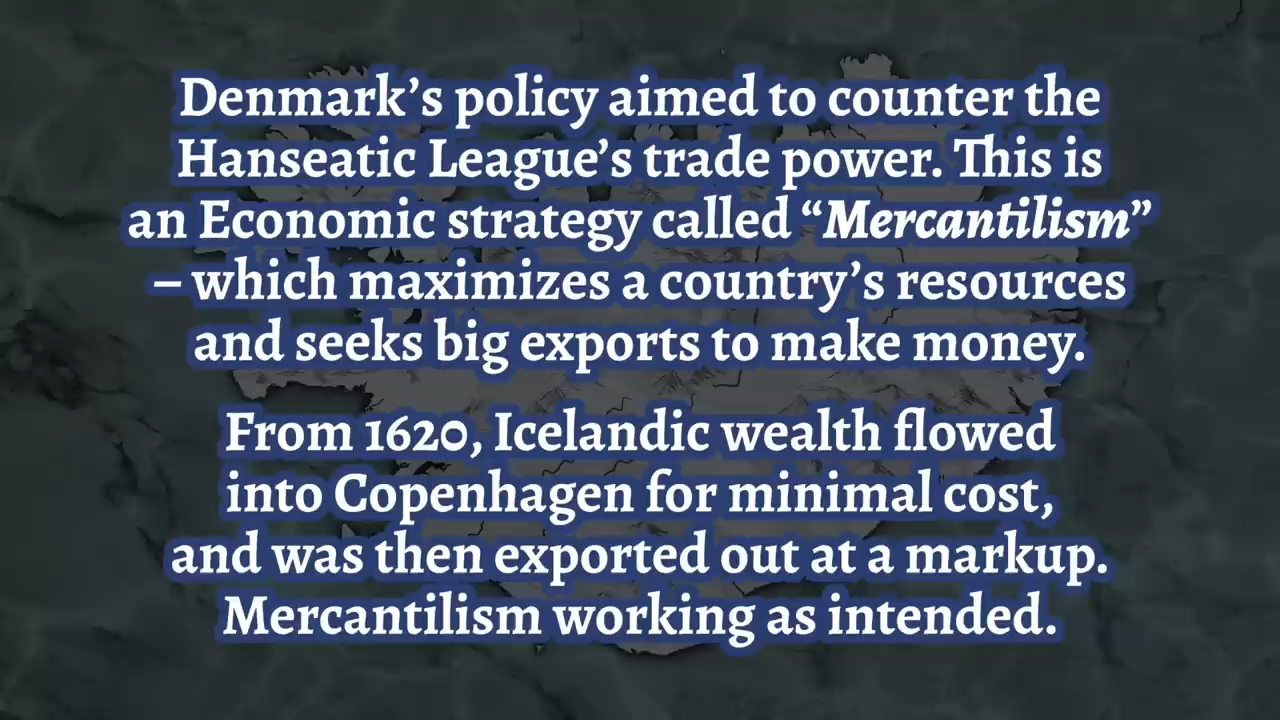 Denmark’s policy aimed to counter the
Hanseatic League’s trade power. This is
an Economic strategy called “Mercantilism”
– which maximizes a country’s resources
and seeks big exports to make money.
From 1620, Icelandic wealth flowed
into Copenhagen for minimal cost,
and was then exported out at a markup.
Mercantilism working as intended.